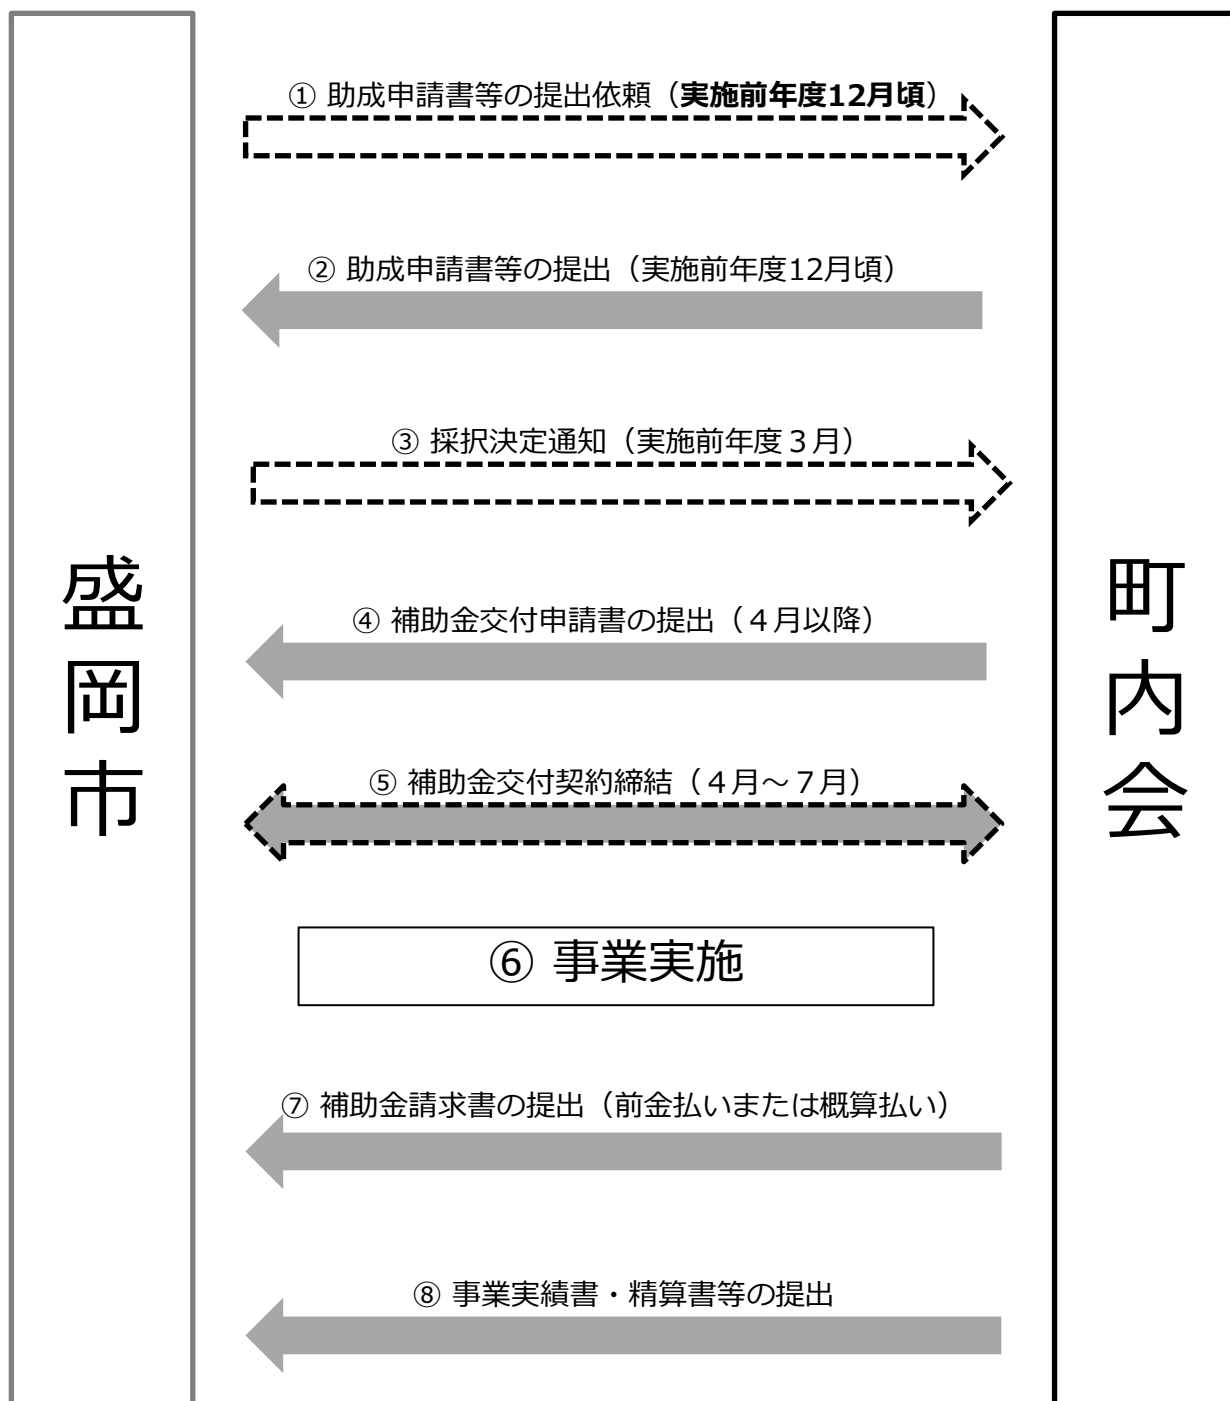 ① 助成申請書等の提出依頼（実施前年度12月頃）
② 助成申請書等の提出（実施前年度12月頃）
③ 採択決定通知（実施前年度３月）
④ 補助金交付申請書の提出（４月以降）
⑤ 補助金交付契約締結（４月～７月）
⑥ 事業実施
⑦ 補助金請求書の提出（前金払いまたは概算払い）
⑧ 事業実績書・精算書等の提出
盛岡市
町内会